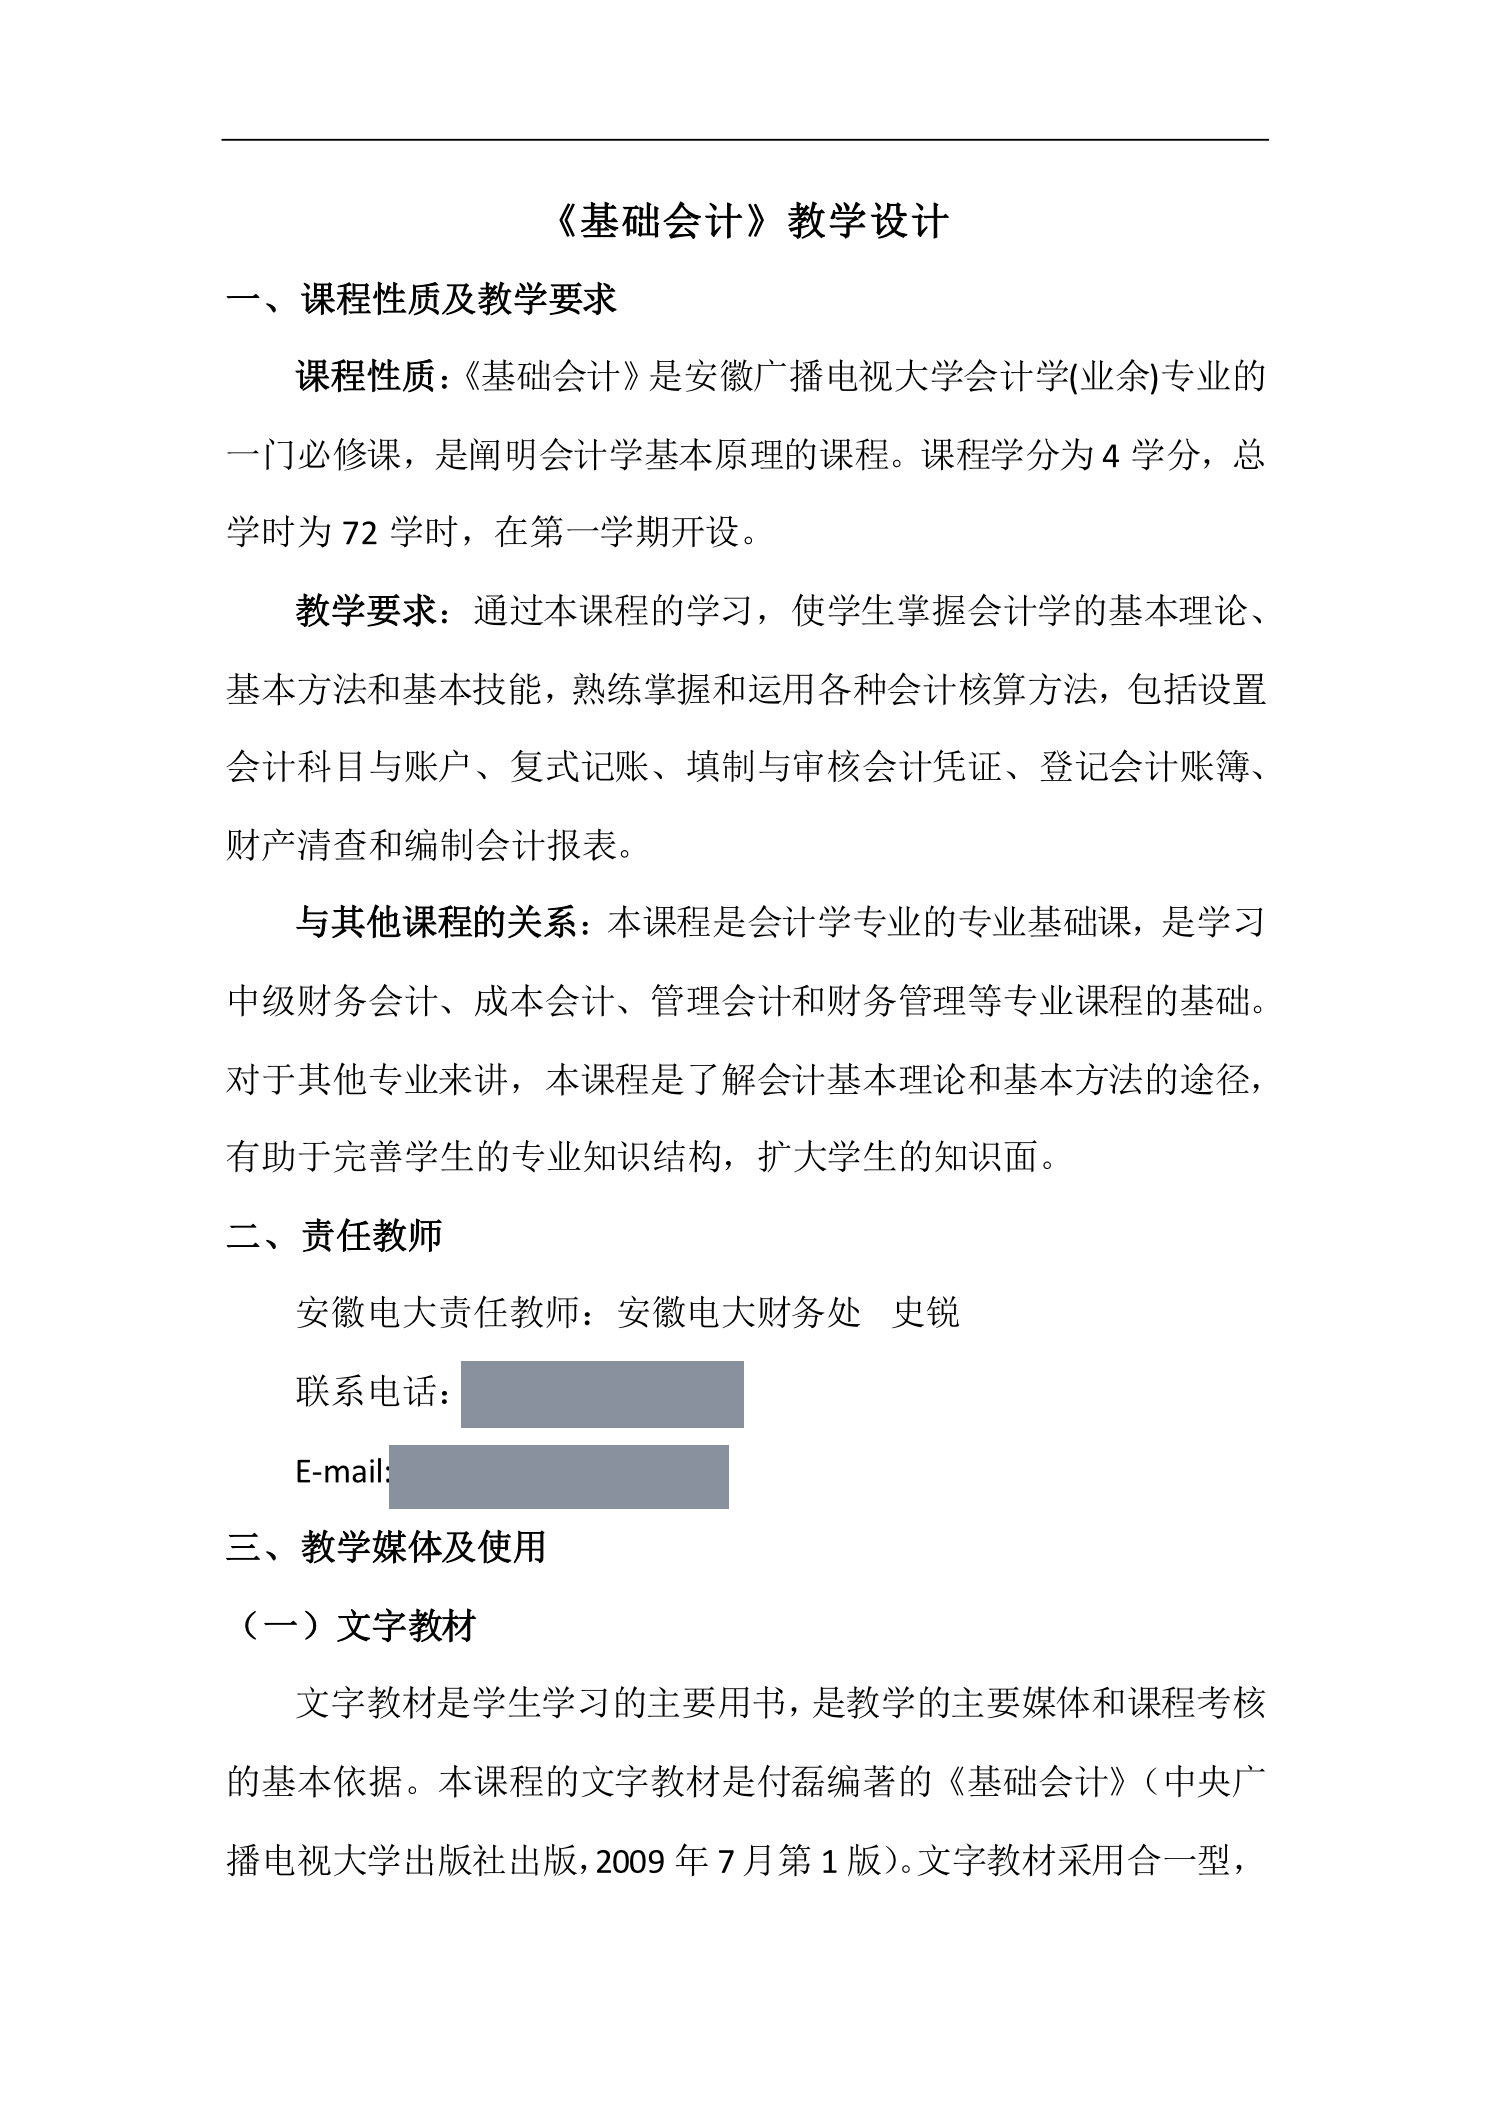 《基础会计》教学设计
一、课程性质及教学要求
课程性质：《基础会计》是安徽广播电视大学会计学(业余)专业的
一门必修课，是阐明会计学基本原理的课程。课程学分为 4 学分，总
学时为 72 学时，在第一学期开设。
教学要求：通过本课程的学习，使学生掌握会计学的基本理论、
基本方法和基本技能，熟练掌握和运用各种会计核算方法，包括设置
会计科目与账户、复式记账、填制与审核会计凭证、登记会计账簿、
财产清查和编制会计报表。
与其他课程的关系：本课程是会计学专业的专业基础课，是学习
中级财务会计、成本会计、管理会计和财务管理等专业课程的基础。
对于其他专业来讲，本课程是了解会计基本理论和基本方法的途径，
有助于完善学生的专业知识结构，扩大学生的知识面。
二、责任教师
安徽电大责任教师：安徽电大财务处 史锐
联系电话：
E-mail:
三、教学媒体及使用
（一）文字教材
文字教材是学生学习的主要用书，是教学的主要媒体和课程考核
的基本依据。本课程的文字教材是付磊编著的《基础会计》（中央广
播电视大学出版社出版，2009 年 7 月第 1 版）。文字教材采用合一型，